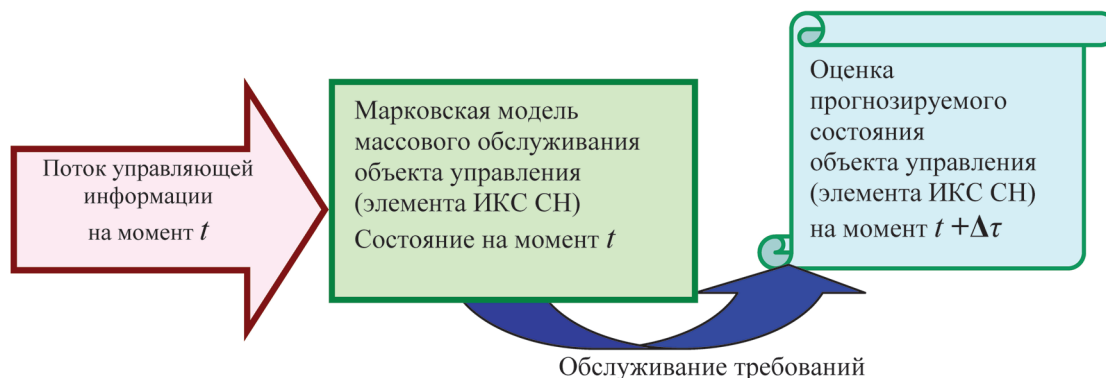 Поток управляющей
информации
на момент t
Марковская модель
массового обслуживания
объекта управления
(элемента ИКС СН)
Состояние на момент t
Оценка
прогнозируемого
состояния
объекта управления
(элемента ИКС СН)
на момент t +Δτ
Обслуживание требований